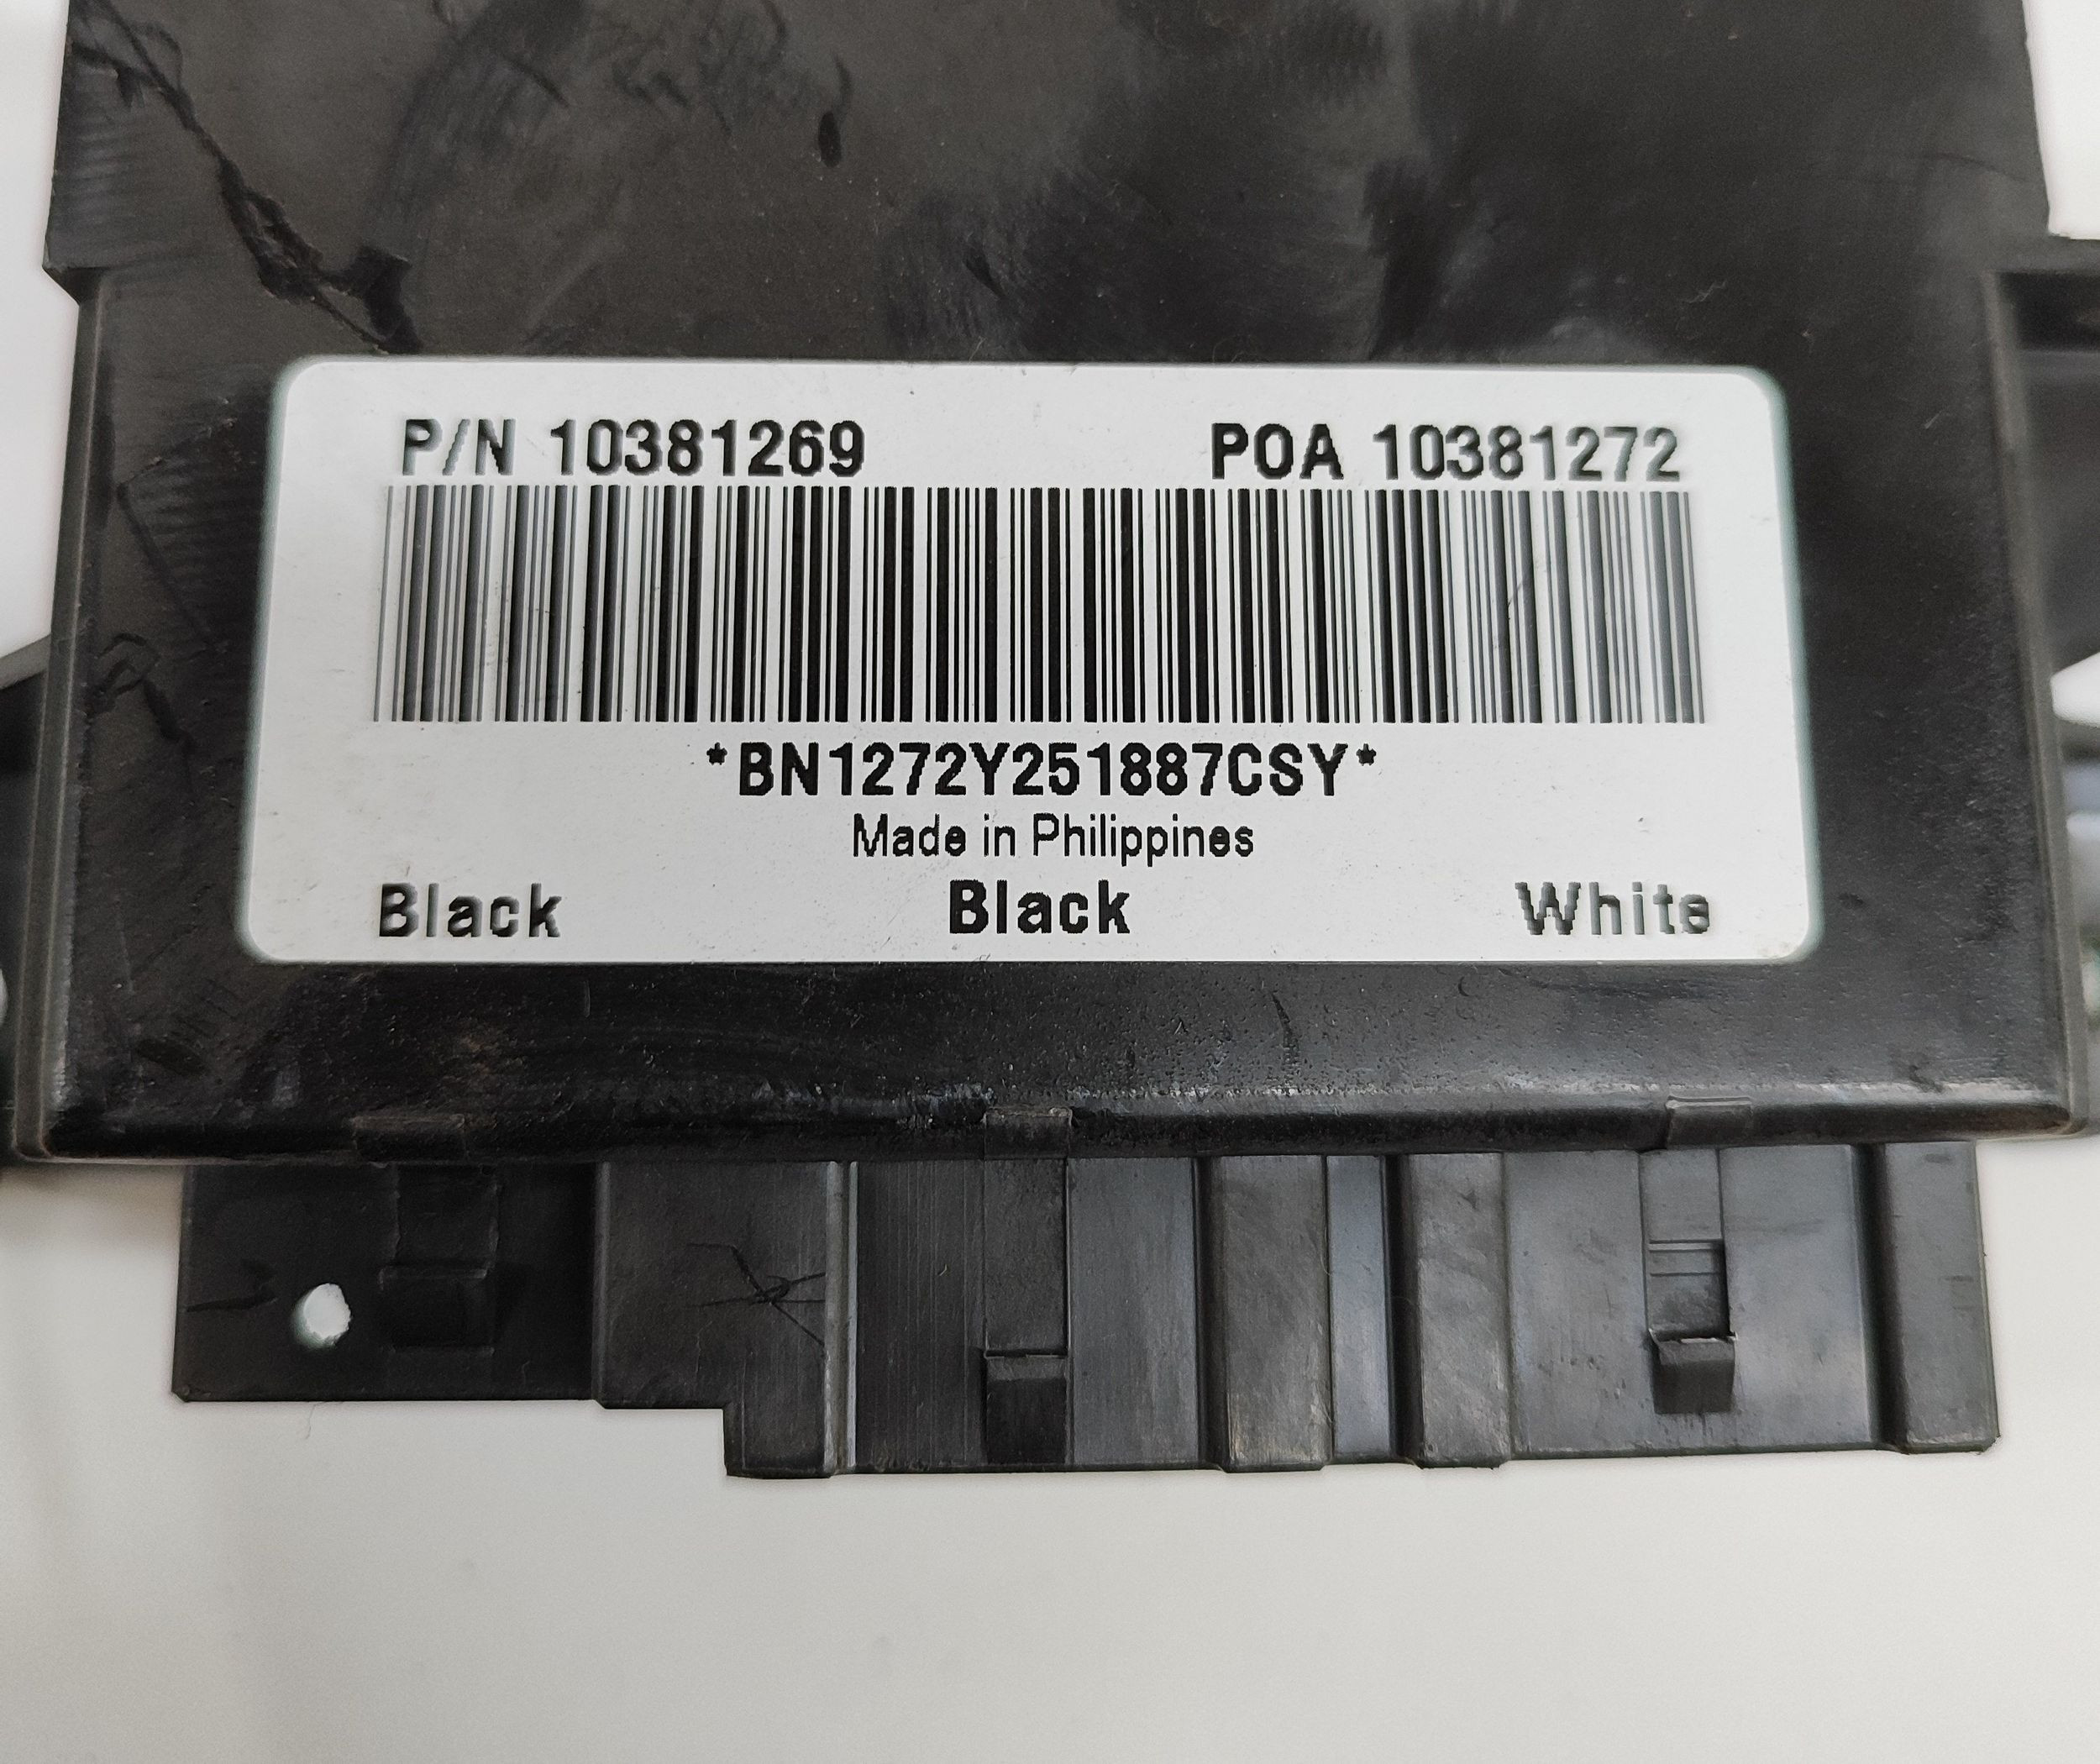 P/N 10381269 POA 10381272
*BN1272Y251887CSY*
Made in Philippines
Black Black White